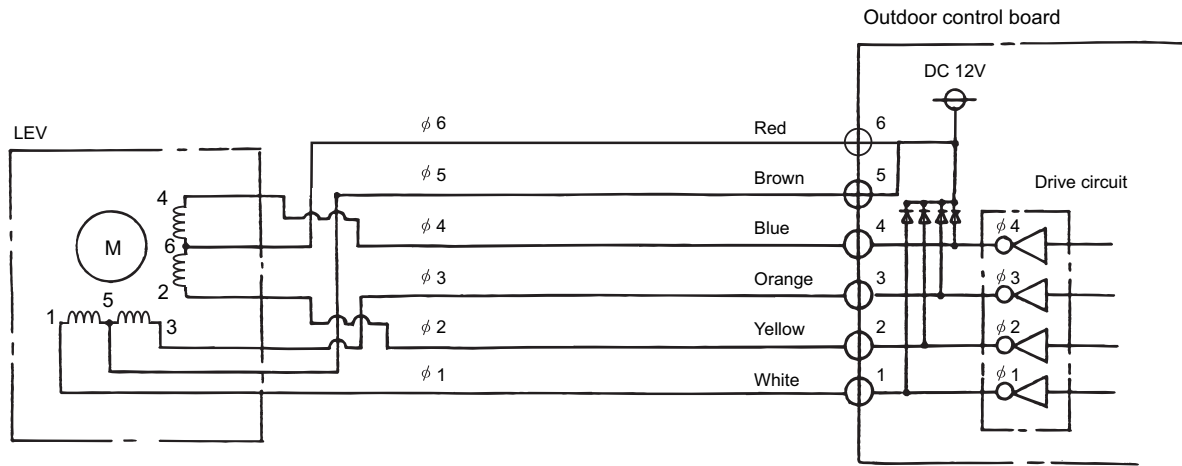 Outdoor control board
DC 12V
LEV
ϕ 6 Red 6
ϕ 5 Brown 5
Drive circuit
4
ϕ 4 Blue 4 ϕ 4
M
6
2
ϕ 3 Orange 3 ϕ 3
5
1 3
ϕ 2 Yellow 2 ϕ 2
ϕ 1 White 1 ϕ 1